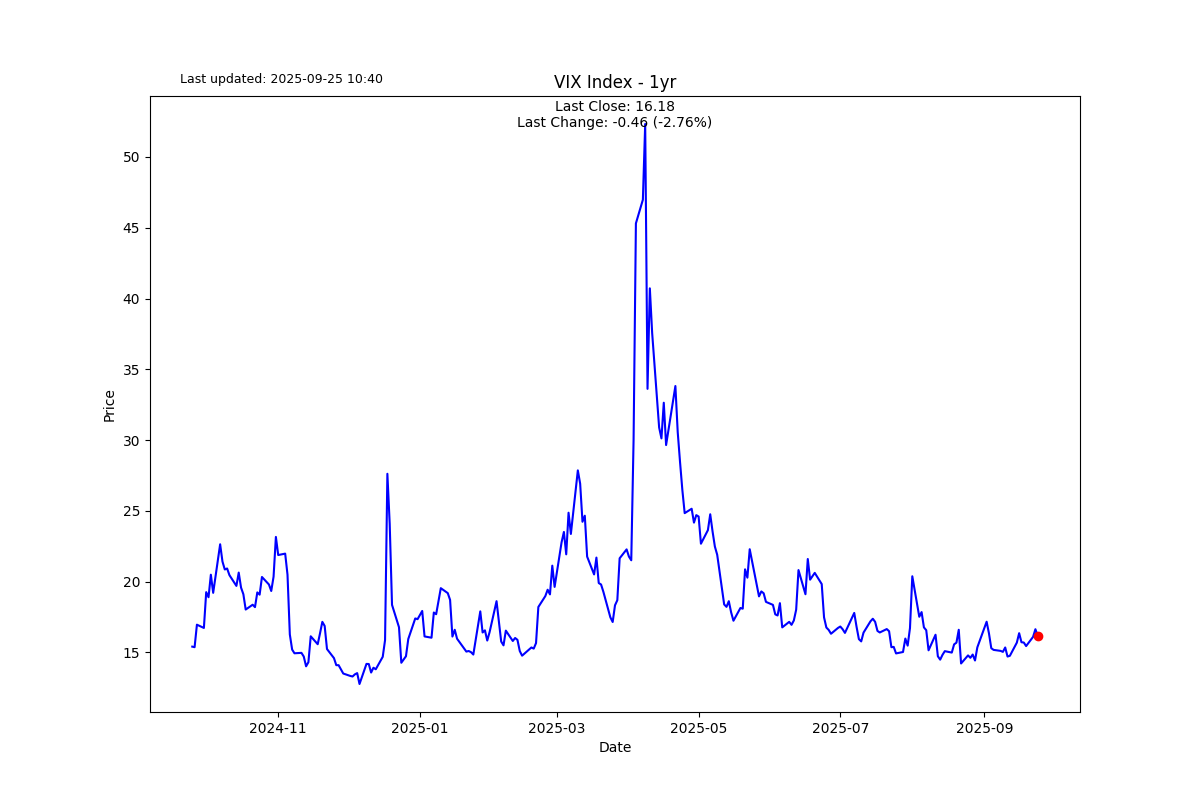 Last updated: 2025-09-25 10:40
VIX Index - 1yr
Last Close: 16.18
Last Change: -0.46 (-2.76%)
50
45
40
35
30
25
20
15
Price
2024-11
2025-01
2025-03
2025-05
2025-07
2025-09
Date